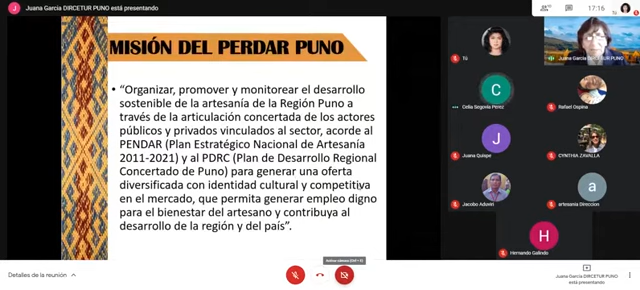 Juana Garcia DIRCETUR PUNO está presentando
17:16
Tú
MISIÓN DEL PERDAR PUNO
• “Organizar, promover y monitorear el desarrollo
sostenible de la artesanía de la Región Puno a
través de la articulación concertada de los actores
públicos y privados vinculados al sector, acorde al
PENDAR (Plan Estratégico Nacional de Artesanía
2011-2021) y al PDRC (Plan de Desarrollo Regional
Concertado de Puno) para generar una oferta
diversificada con identidad cultural y competitiva
en el mercado, que permita generar empleo digno
para el bienestar del artesano y contribuya al
desarrollo de la región y del país”.
Tú
Juana Garcia DIRCETUR PUNO
C
Celia Segovia Perez
Rafael Ospina
J
Juana Quispe
CYNTHIA ZAVALLA
Jacobo Aduviri
a
artesania Direccion
H
Hernando Galindo
Detalles de la reunión
Juana Garcia DIRCETUR PUNO
está presentando